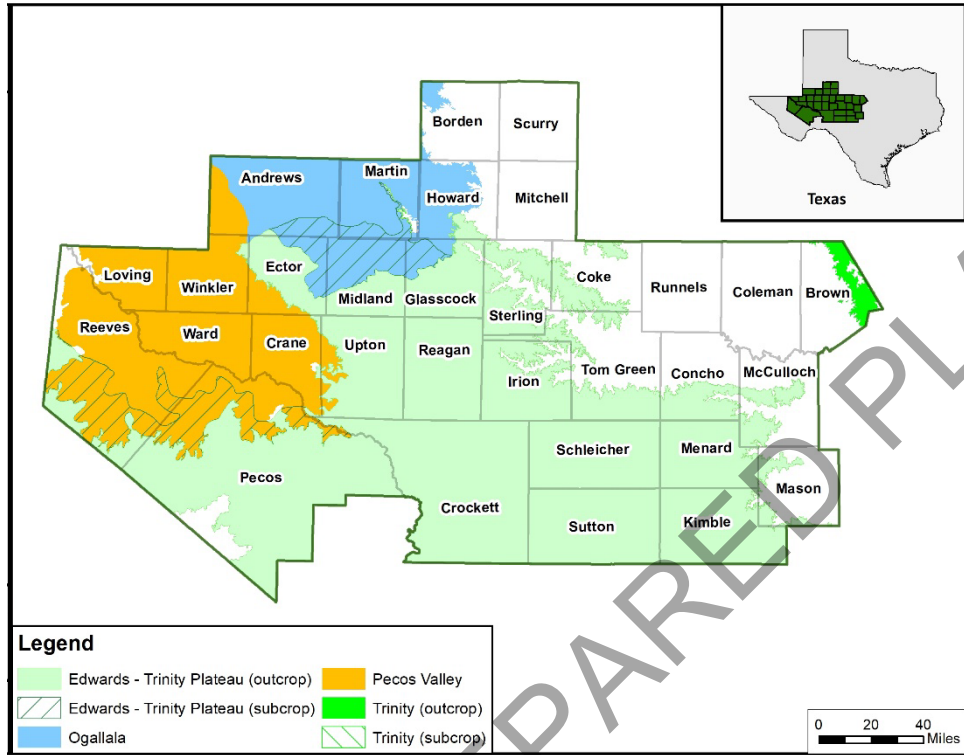 Borden
Scurry
Andrews
Martin
Howard
Mitchell
Texas
Loving
Winkler
Ector
Midland
Glasscock
Sterling
Coke
Runnels
Coleman
Brown
Reeves
Ward
Crane
Upton
Reagan
Irion
Tom Green
Concho
McCulloch
Pecos
Crockett
Schleicher
Menard
Mason
Sutton
Kimble
Legend
Edwards - Trinity Plateau (outcrop)
Edwards - Trinity Plateau (subcrop)
Ogallala
Pecos Valley
Trinity (outcrop)
Trinity (subcrop)
0 20 40
Miles
EPARED PL